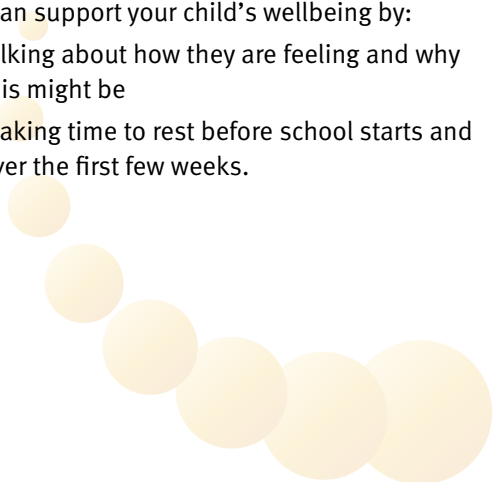 an support your child’s wellbeing by:
lking about how they are feeling and why
is might be
aking time to rest before school starts and
ver the first few weeks.